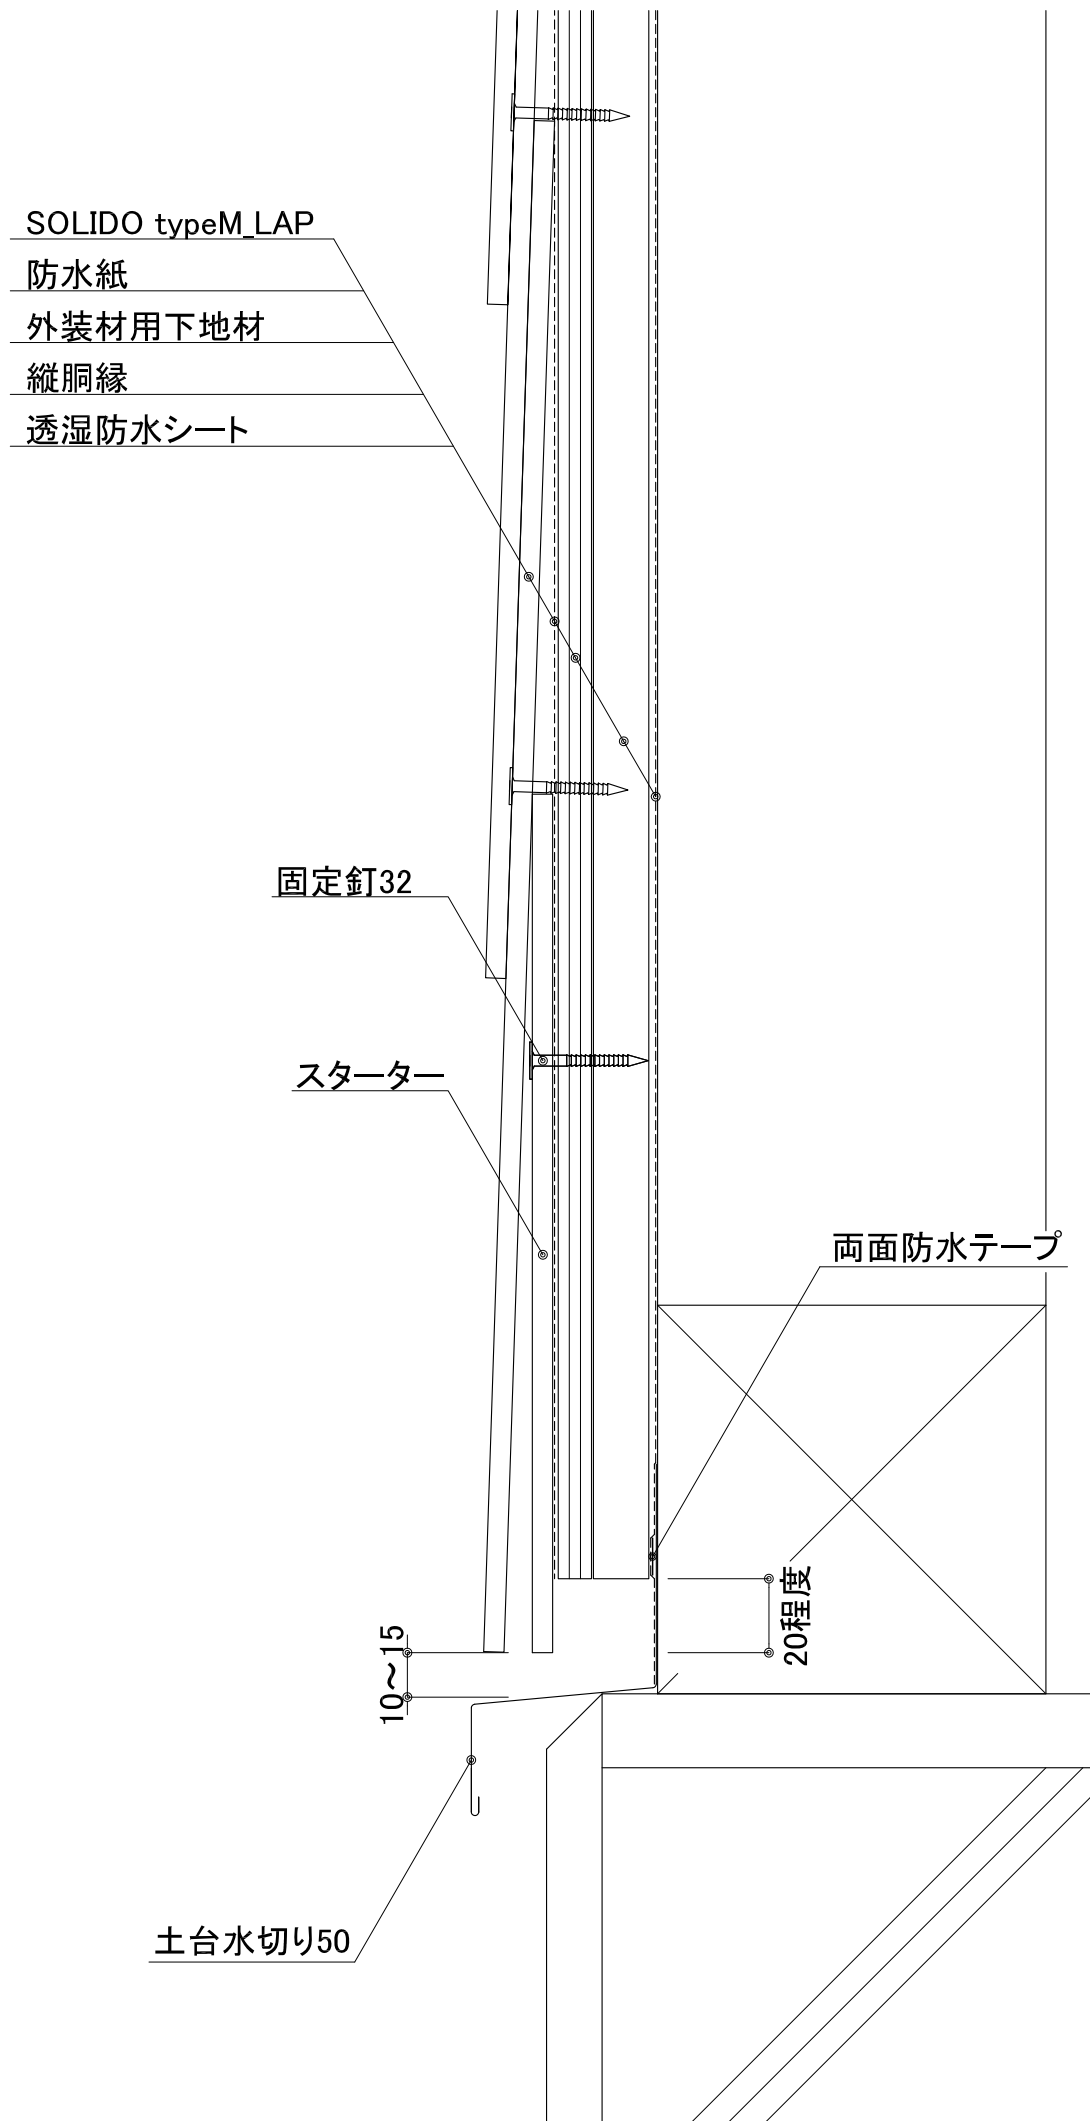 SOLIDO typeM_LAP
防水紙
外装材用下地材
縦胴縁
透湿防水シート
固定釘32
スターター
両面防水テープ
20程度
10～15
土台水切り50